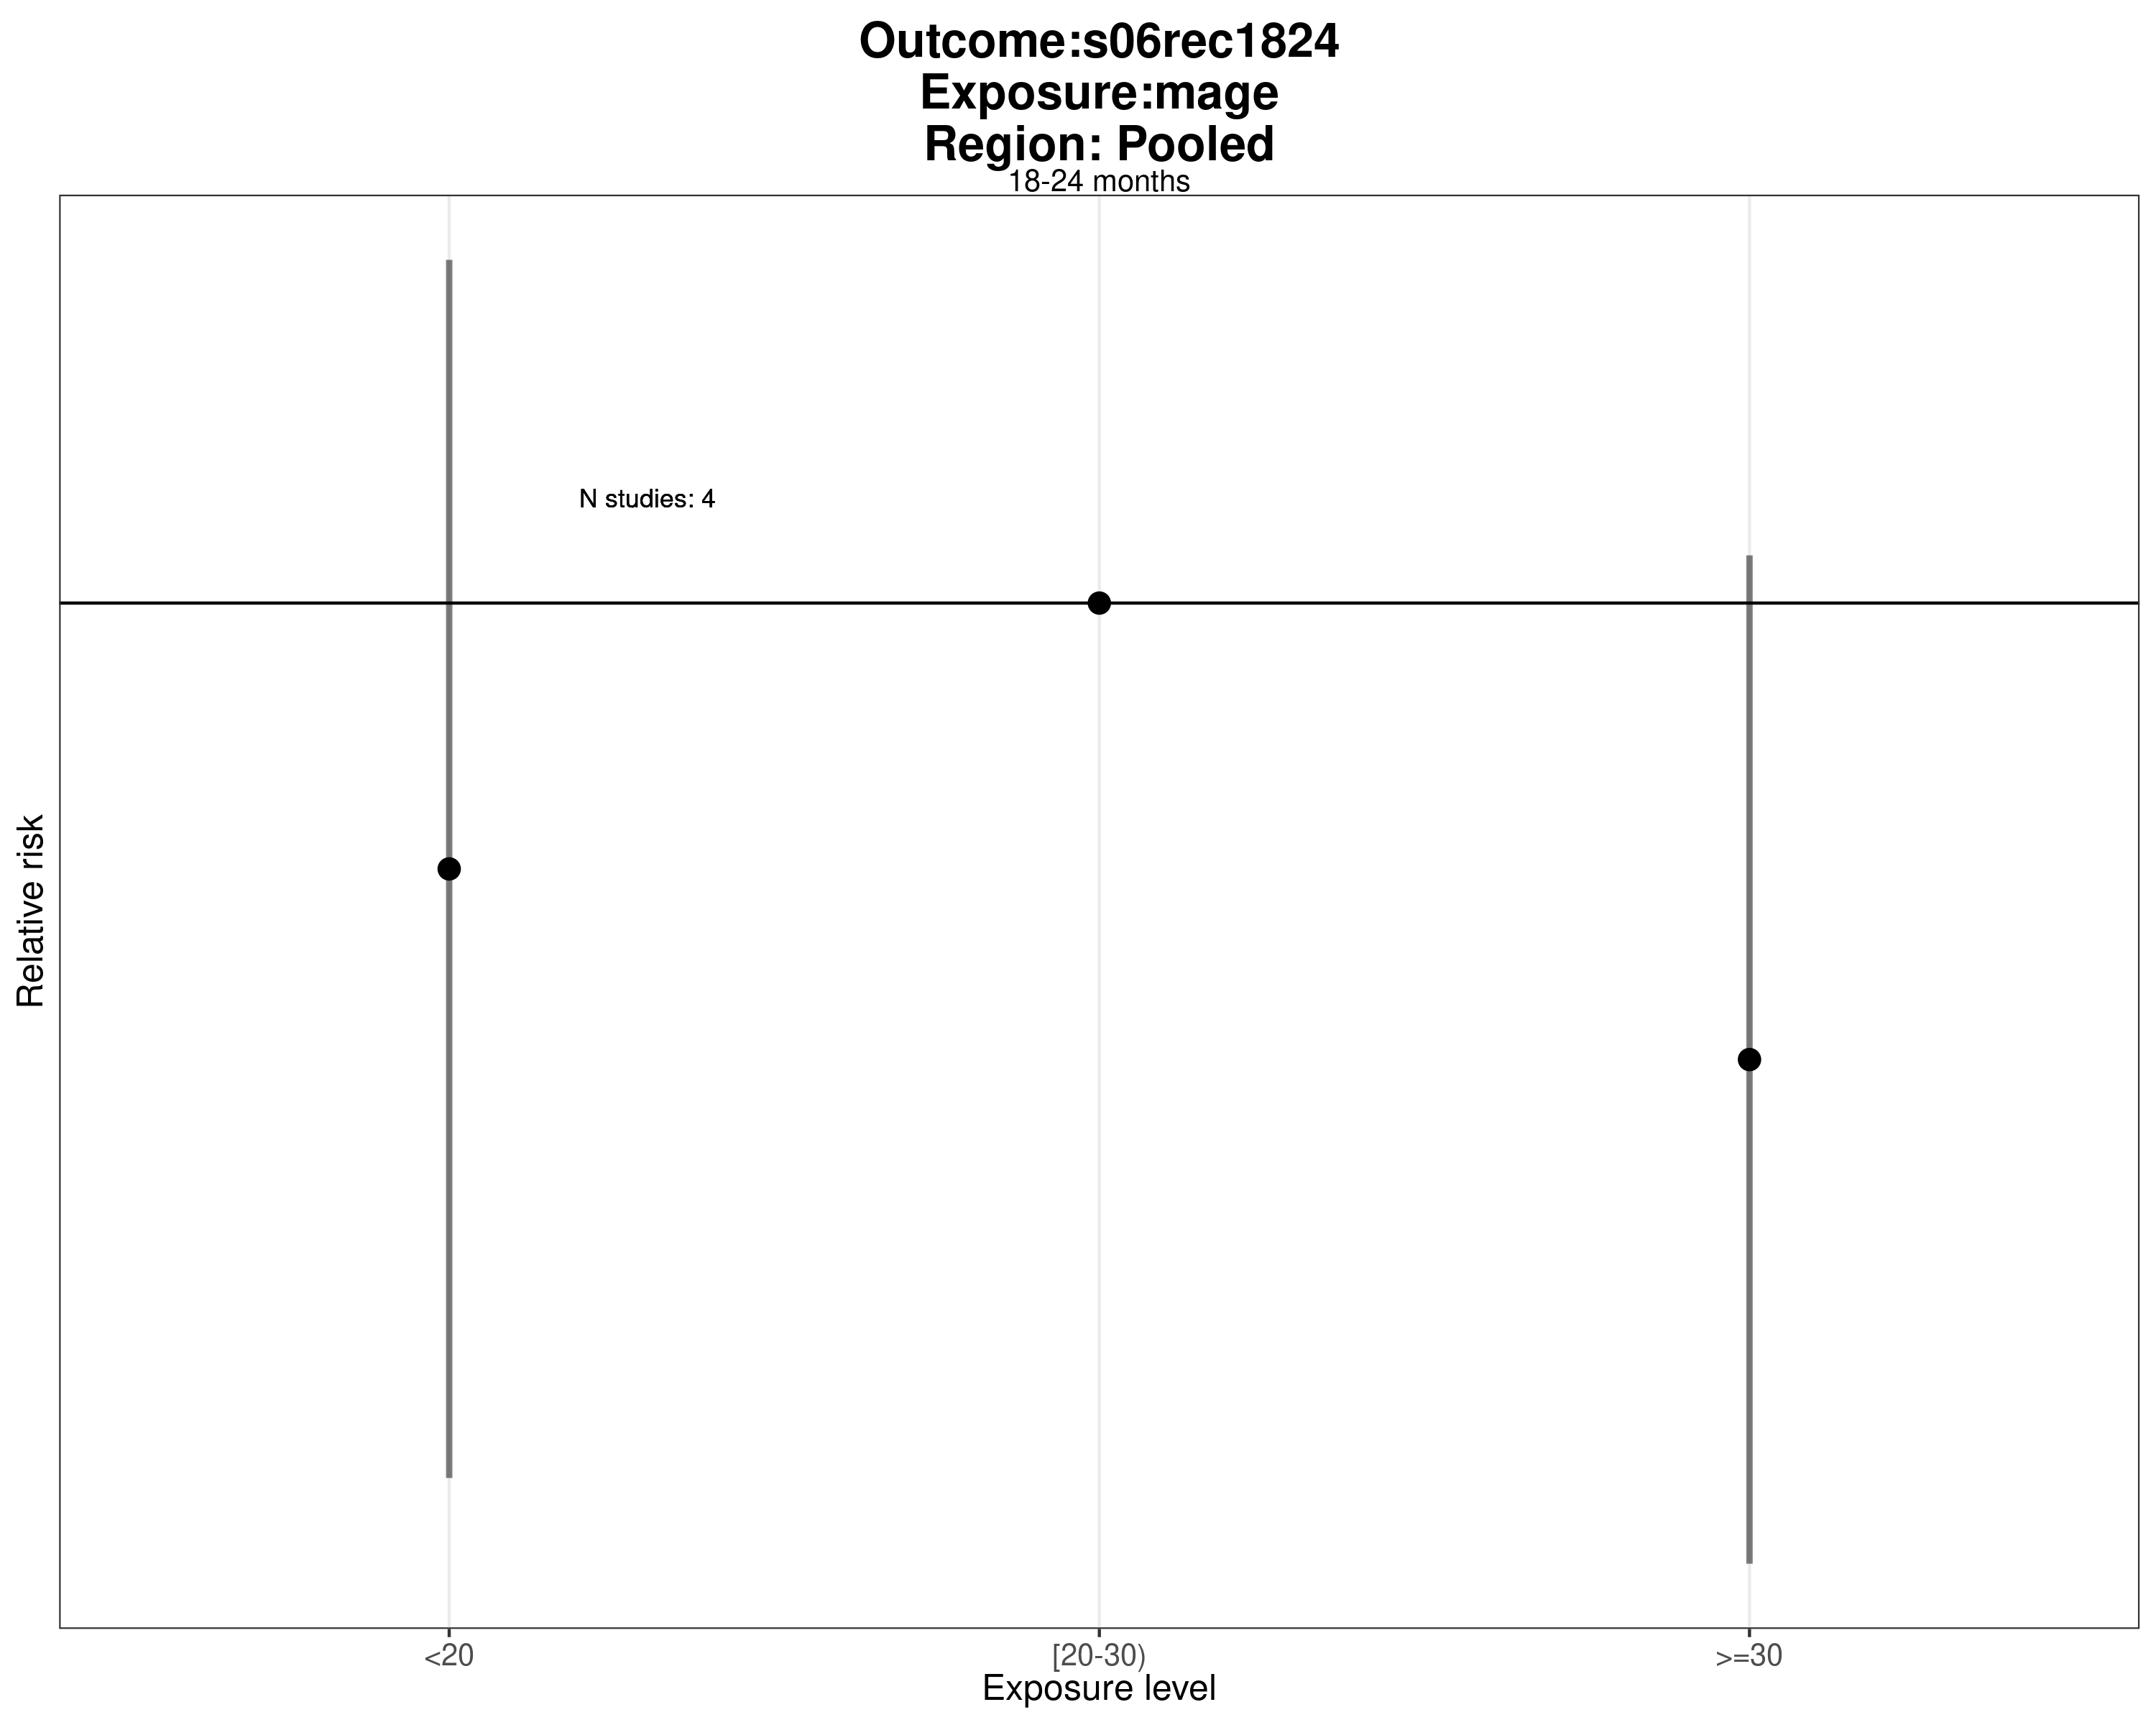 Outcome:s06rec1824
Exposure:mage
Region: Pooled
18-24 months
N studies: 4
Relative risk
<20
[20-30)
>=30
Exposure level